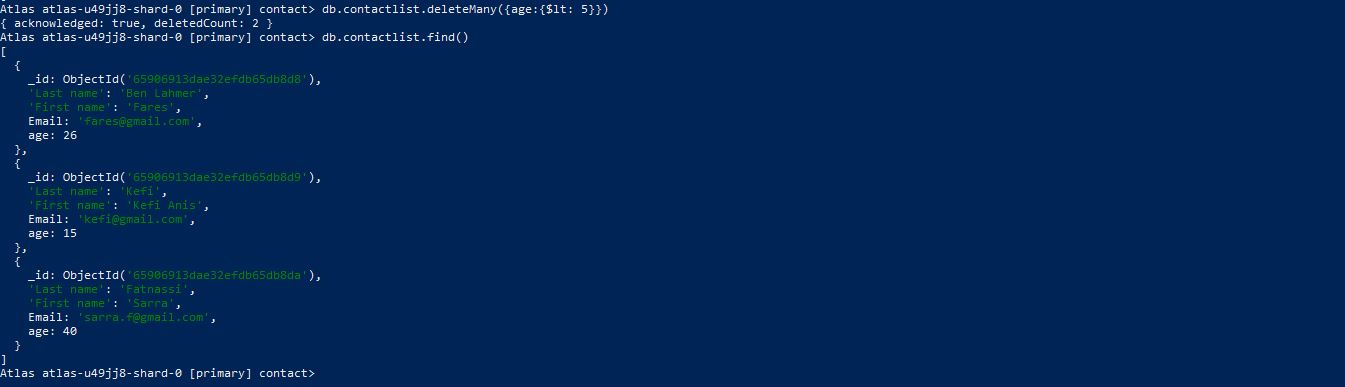 Atlas atlas-u49jj8-shard-0 [primary] contact> db.contactlist.deleteMany({age:{$lt: 5}})
{ acknowledged: true, deletedCount: 2 }
Atlas atlas-u49jj8-shard-0 [primary] contact> db.contactlist.find()
[
  {
    _id: ObjectId('65906913dae32efdb65db8d8'),
    'Last name': 'Ben Lahmer',
    'First name': 'Fares',
    Email: 'fares@gmail.com',
    age: 26
  },
  {
    _id: ObjectId('65906913dae32efdb65db8d9'),
    'Last name': 'Kefi',
    'First name': 'Kefi Anis',
    Email: 'kefi@gmail.com',
    age: 15
  },
  {
    _id: ObjectId('65906913dae32efdb65db8da'),
    'Last name': 'Fatnassi',
    'First name': 'Sarra',
    Email: 'sarra.f@gmail.com',
    age: 40
  }
]
Atlas atlas-u49jj8-shard-0 [primary] contact>